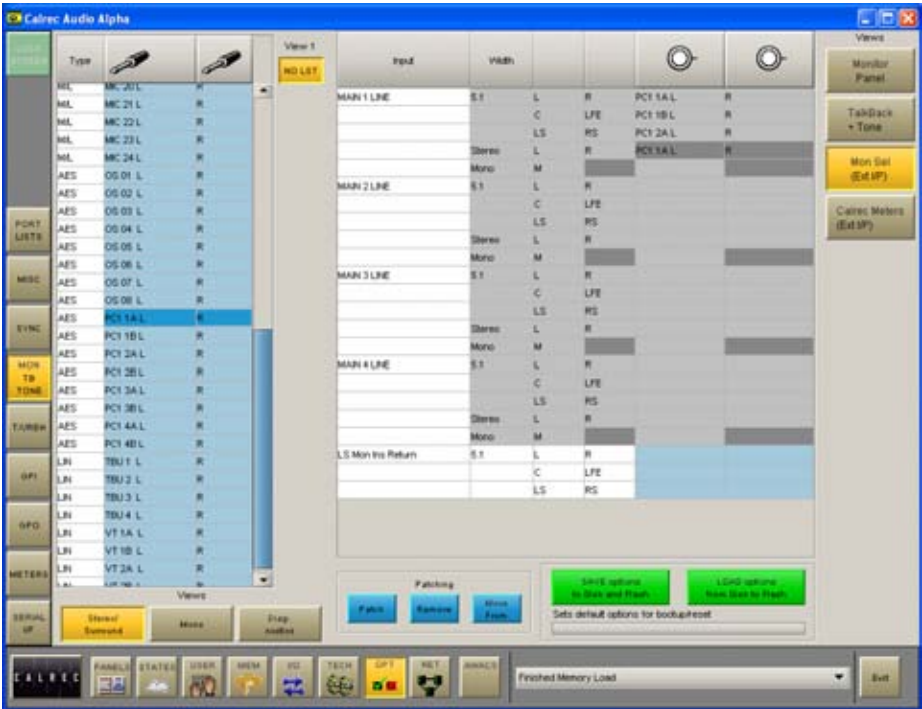 Calrec Audio Alpha
Type
View 1
NO LST
Input
Width
Views
Monitor
Panel
TalkBack
+ Tone
Mon Sel
(Ext I/P)
Calrec Meters
(Ext I/P)
PORT
LISTS
MISC
SYNC
MON
TB
TONE
GPI
GPO
METERS
SERIAL
I/F
M/L MIC 20 L R
M/L MIC 21 L R
M/L MIC 22 L R
M/L MIC 23 L R
M/L MIC 24 L R
AES OS 01 L R
AES OS 02 L R
AES OS 03 L R
AES OS 04 L R
AES OS 05 L R
AES OS 06 L R
AES OS 07 L R
AES OS 08 L R
AES PC1 1A L R
AES PC1 1B L R
AES PC1 2A L R
AES PC1 2B L R
AES PC1 3A L R
AES PC1 3B L R
AES PC1 4A L R
AES PC1 4B L R
LIN TBU 1 L R
LIN TBU 2 L R
LIN TBU 3 L R
LIN TBU 4 L R
LIN VT 1A L R
LIN VT 1B L R
LIN VT 2A L R
MAIN 1 LINE 5.1 L R PC1 1A L R
C LFE PC1 1B L R
LS RS PC1 2A L R
Stereo L R PC1 1A L R
Mono M
MAIN 2 LINE 5.1 L R
C LFE
LS RS
Stereo L R
Mono M
MAIN 3 LINE 5.1 L R
C LFE
LS RS
Stereo L R
Mono M
MAIN 4 LINE 5.1 L R
C LFE
LS RS
Stereo L R
Mono M
LS Mon Ins Return 5.1 L R
C LFE
LS RS
Views
Stereo/
Surround
Mono
Patching
Patch
Remove
Move
From
SAVE options
to Disk and Flash
LOAD options
from Disk to Flash
Sets default options for bootup/reset
CALREC
PANELS
STATES
USER
MEM
I/O
TECH
OPT
NET
AWACS
Finished Memory Load
Exit